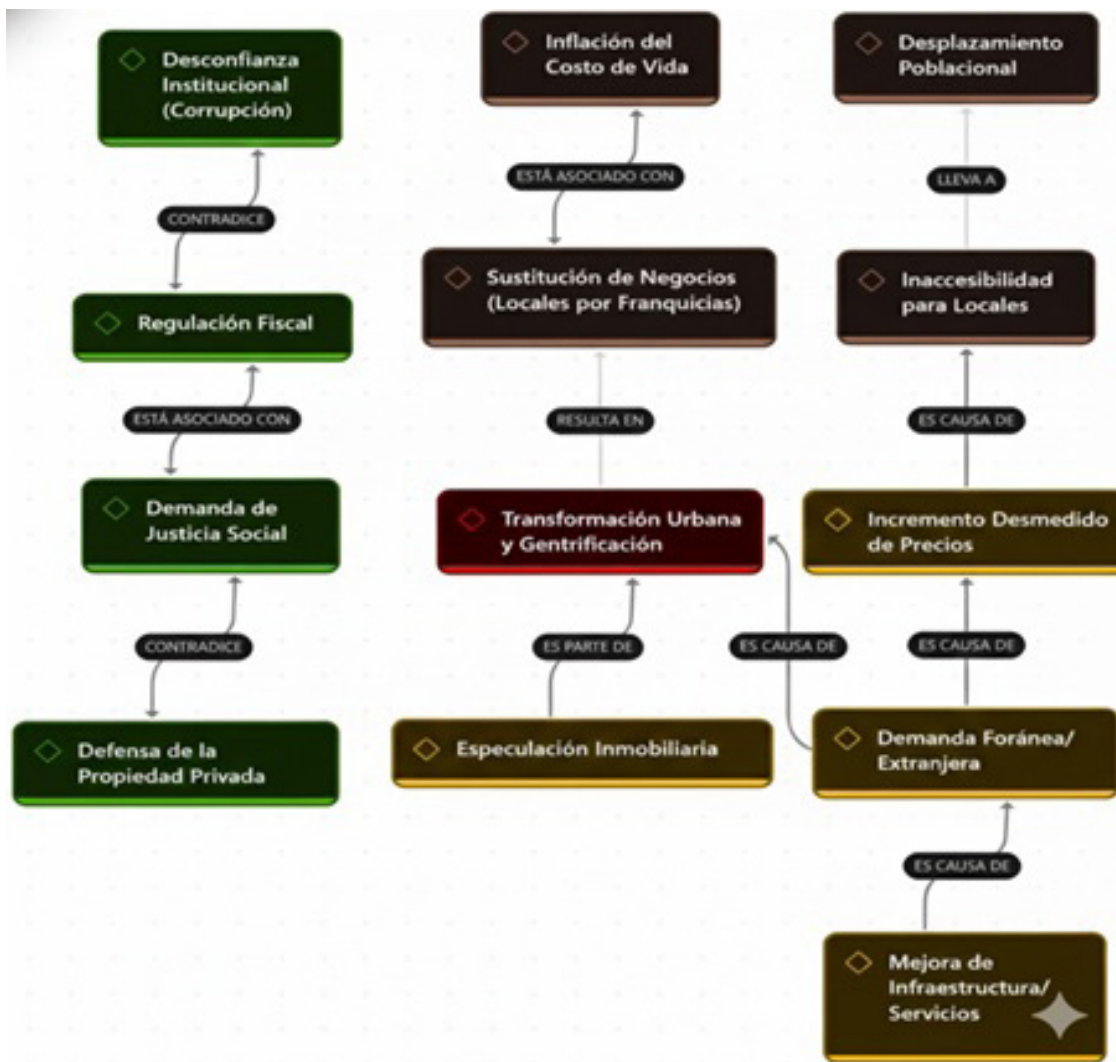 Desconfianza
Institucional
(Corrupción)
Inflación del
Costo de Vida
Desplazamiento
Poblacional
CONTRADICE
ESTÁ ASOCIADO CON
LLEVA A
Regulación Fiscal
Sustitución de Negocios
(Locales por Franquicias)
Inaccesibilidad
para Locales
ESTÁ ASOCIADO CON
RESULTA EN
ES CAUSA DE
Demanda de
Justicia Social
Transformación Urbana
y Gentrificación
Incremento Desmedido
de Precios
CONTRADICE
ES PARTE DE
ES CAUSA DE
ES CAUSA DE
Defensa de la
Propiedad Privada
Especulación Inmobiliaria
Demanda Foránea/
Extranjera
ES CAUSA DE
Mejora de
Infraestructura/
Servicios